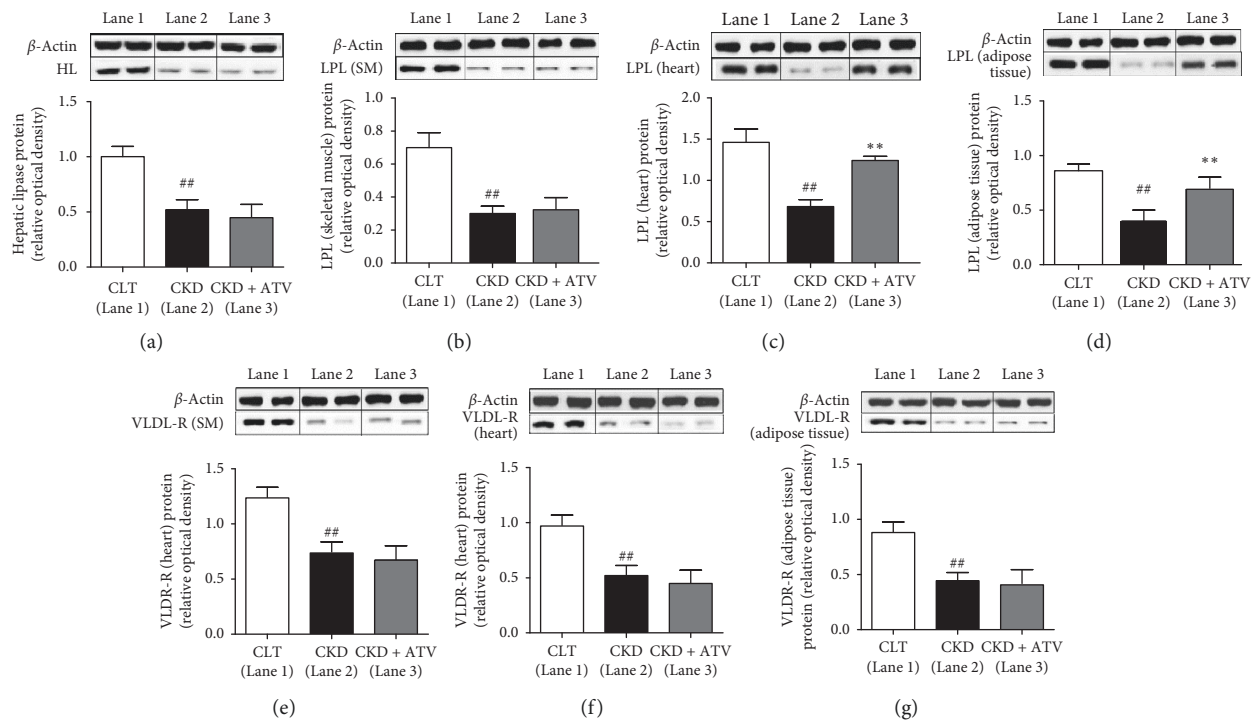 Lane 1 Lane 2 Lane 3
β-Actin
HL
Hepatic lipase protein
(relative optical density)
1.5
1.0
0.5
0.0
##
CLT CKD CKD + ATV
(Lane 1) (Lane 2) (Lane 3)
(a)
Lane 1 Lane 2 Lane 3
β-Actin
LPL (SM)
LPL (skeletal muscle) protein
(relative optical density)
1.0
0.8
0.6
0.4
0.2
0.0
##
CLT CKD CKD + ATV
(Lane 1) (Lane 2) (Lane 3)
(b)
Lane 1 Lane 2 Lane 3
β-Actin
LPL (heart)
LPL (heart) protein
(relative optical density)
2.0
1.5
1.0
0.5
0.0
##
**
CLT CKD CKD + ATV
(Lane 1) (Lane 2) (Lane 3)
(c)
Lane 1 Lane 2 Lane 3
β-Actin
LPL (adipose
tissue)
LPL (adipose tissue) protein
(relative optical density)
1.5
1.0
0.5
0.0
##
**
CLT CKD CKD + ATV
(Lane 1) (Lane 2) (Lane 3)
(d)
Lane 1 Lane 2 Lane 3
β-Actin
VLDL-R (SM)
VLDR-R (heart) protein
(relative optical density)
1.5
1.0
0.5
0.0
##
CLT CKD CKD + ATV
(Lane 1) (Lane 2) (Lane 3)
(e)
Lane 1 Lane 2 Lane 3
β-Actin
VLDL-R
(heart)
VLDR-R (heart) protein
(relative optical density)
1.5
1.0
0.5
0.0
##
CLT CKD CKD + ATV
(Lane 1) (Lane 2) (Lane 3)
(f)
Lane 1 Lane 2 Lane 3
β-Actin
VLDL-R
(adipose tissue)
VLDR-R (adipose tissue)
protein (relative optical density)
1.5
1.0
0.5
0.0
##
CLT CKD CKD + ATV
(Lane 1) (Lane 2) (Lane 3)
(g)